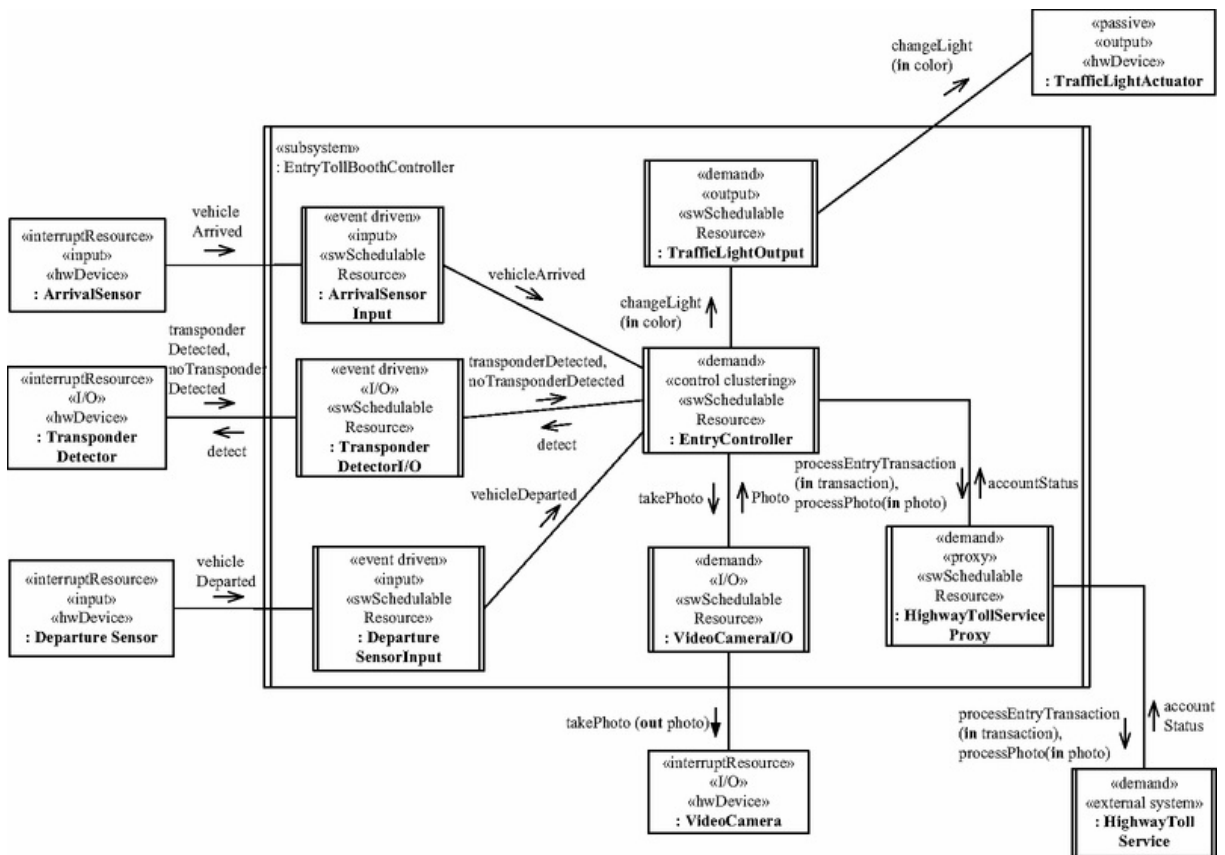 «passive»
«output»
«hwDevice»
: TrafficLightActuator
changeLight
(in color)
«subsystem»
: EntryTollBoothController
«demand»
«output»
«swSchedulable
Resource»
: TrafficLightOutput
vehicle
Arrived
«interruptResource»
«input»
«hwDevice»
: ArrivalSensor
«event driven»
«input»
«swSchedulable
Resource»
: ArrivalSensor
Input
vehicleArrived
changeLight
(in color)
transponder
Detected,
noTransponder
Detected
detect
«interruptResource»
«I/O»
«hwDevice»
: Transponder
Detector
«event driven»
«I/O»
«swSchedulable
Resource»
: Transponder
DetectorI/O
transponderDetected,
noTransponderDetected
detect
«demand»
«control clustering»
«swSchedulable
Resource»
: EntryController
vehicleDeparted
takePhoto
Photo
processEntryTransaction
(in transaction),
processPhoto(in photo)
accountStatus
vehicle
Departed
«interruptResource»
«input»
«hwDevice»
: Departure Sensor
«event driven»
«input»
«swSchedulable
Resource»
: Departure
SensorInput
«demand»
«I/O»
«swSchedulable
Resource»
: VideoCameraI/O
«demand»
«proxy»
«swSchedulable
Resource»
: HighwayTollService
Proxy
takePhoto (out photo)
«interruptResource»
«I/O»
«hwDevice»
: VideoCamera
processEntryTransaction
(in transaction),
processPhoto(in photo)
account
Status
«demand»
«external system»
: HighwayToll
Service